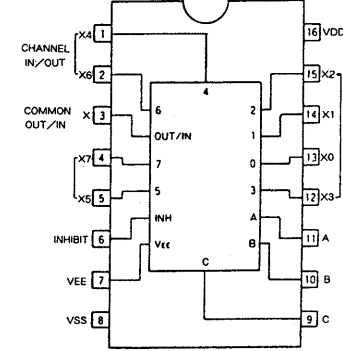 X4 1
16 VDD
CHANNEL
IN/OUT
X6 2
15 X2
4
6
2
COMMON
OUT/IN
X 3
14 X1
OUT/IN
1
X7 4
13 X0
7
0
X5 5
12 X3
5
3
INH
A
INHIBIT 6
11 A
VEE
B
VEE 7
10 B
C
VSS 8
9 C